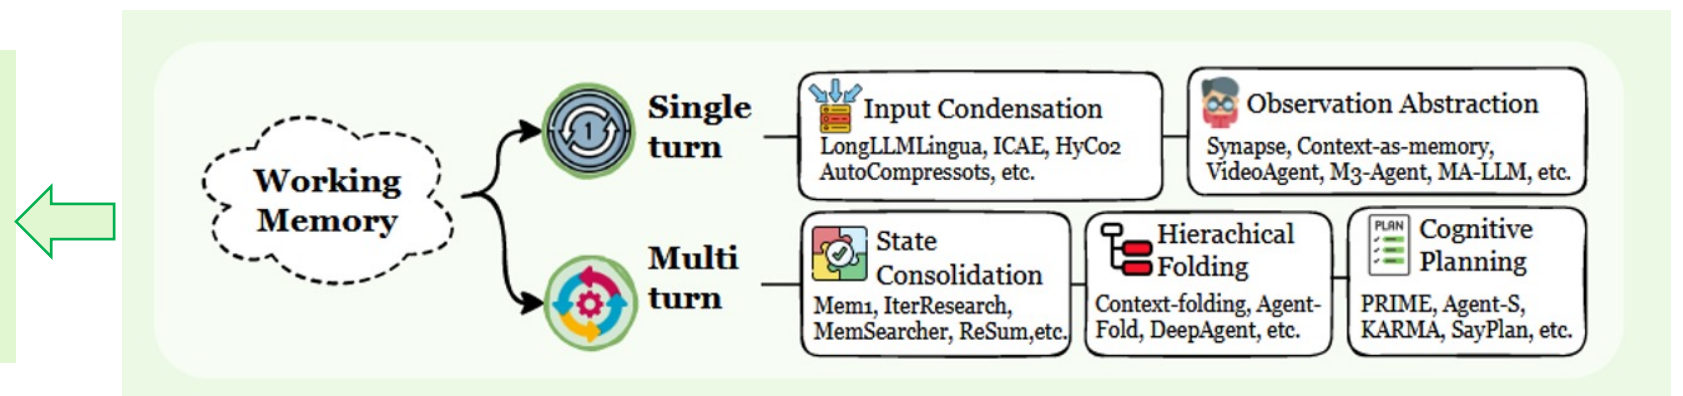 Working
Memory
1
Single
turn
Input Condensation
LongLLMLingua, ICAE, HyCo2
AutoCompressots, etc.
Observation Abstraction
Synapse, Context-as-memory,
VideoAgent, M3-Agent, MA-LLM, etc.
Multi
turn
State
Consolidation
Mem1, IterResearch,
MemSearcher, ReSum,etc.
Hierachical
Folding
Context-folding, Agent-
Fold, DeepAgent, etc.
PLAN
Cognitive
Planning
PRIME, Agent-S,
KARMA, SayPlan, etc.